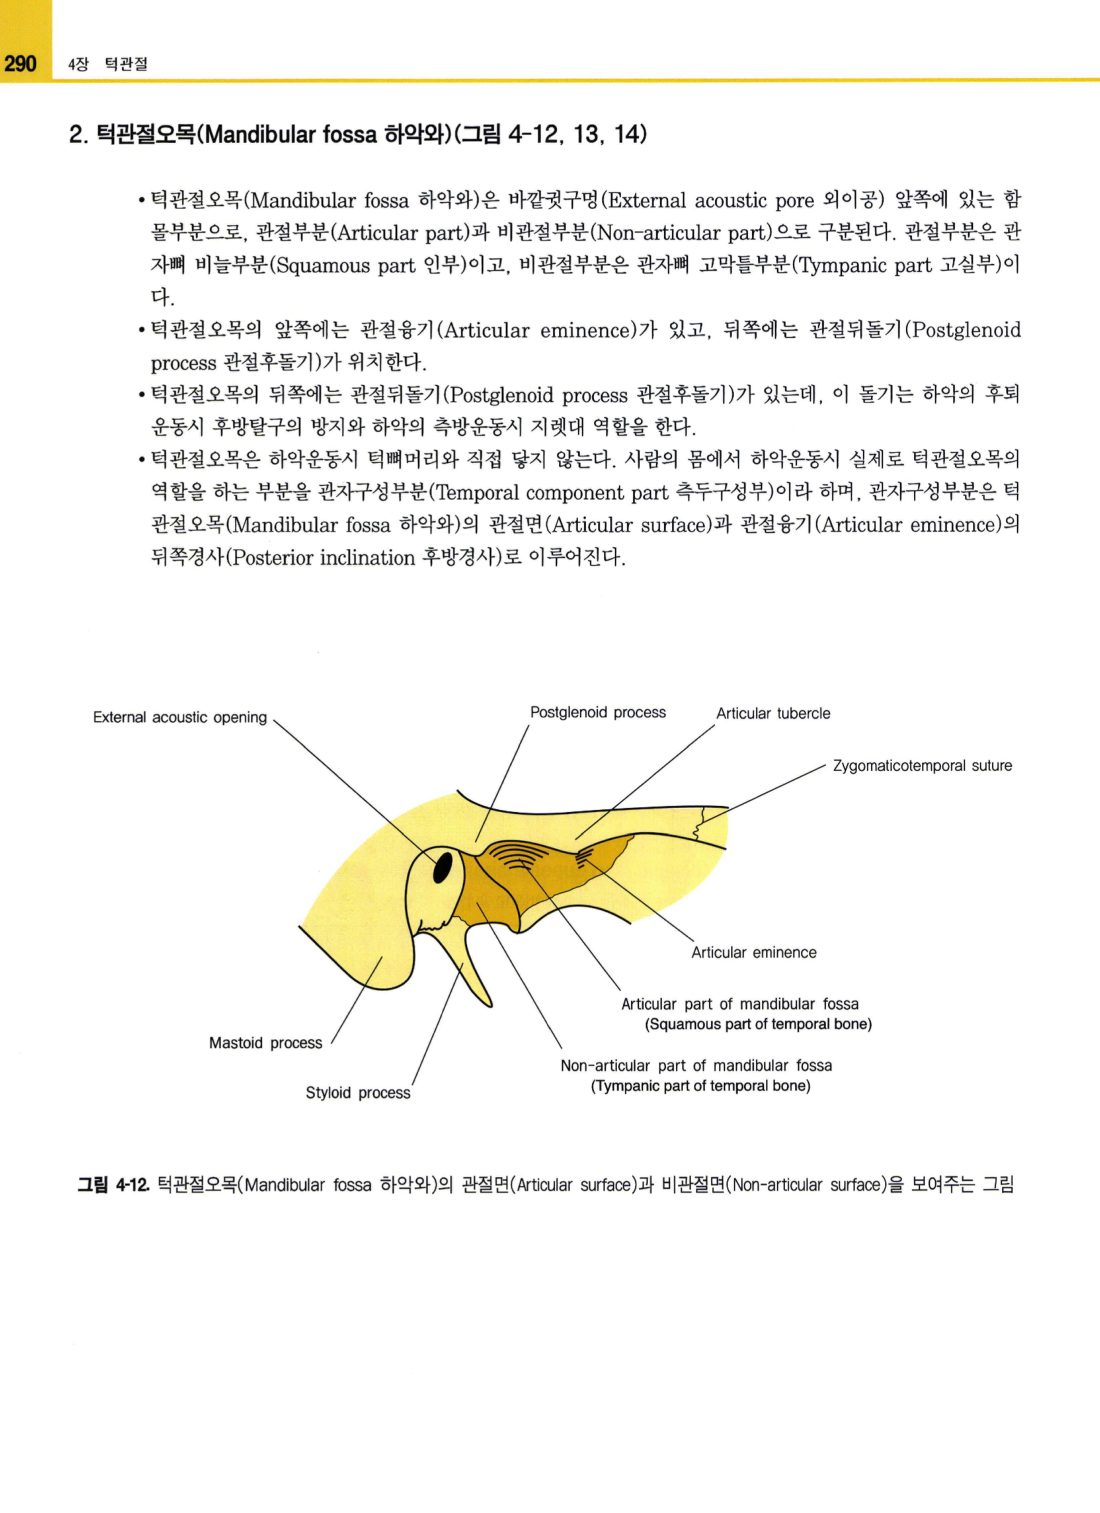 290
4장 턱관절
2. 턱관절오목(Mandibular fossa 하악와)(그림 4-12, 13, 14)
• 턱관절오목(Mandibular fossa 하악와)은 바깥귓구멍(External acoustic pore 외이공) 앞쪽에 있는 함
몰부분으로, 관절부분(Articular part)과 비관절부분(Non-articular part)으로 구분된다. 관절부분은 관
자뼈 비늘부분(Squamous part 인부)이고, 비관절부분은 관자뼈 고막틀부분(Tympanic part 고실부)이
다.
• 턱관절오목의 앞쪽에는 관절융기(Articular eminence)가 있고, 뒤쪽에는 관절뒤돌기(Postglenoid
process 관절후돌기)가 위치한다.
• 턱관절오목의 뒤쪽에는 관절뒤돌기(Postglenoid process 관절후돌기)가 있는데, 이 돌기는 하악의 후퇴
운동시 후방탈구의 방지와 하악의 측방운동시 지렛대 역할을 한다.
• 턱관절오목은 하악운동시 턱뼈머리와 직접 닿지 않는다. 사람의 몸에서 하악운동시 실제로 턱관절오목의
역할을 하는 부분을 관자구성부분(Temporal component part 측두구성부)이라 하며, 관자구성부분은 턱
관절오목(Mandibular fossa 하악와)의 관절면(Articular surface)과 관절융기(Articular eminence)의
뒤쪽경사(Posterior inclination 후방경사)로 이루어진다.
External acoustic opening
Postglenoid process
Articular tubercle
Zygomaticotemporal suture
Articular eminence
Articular part of mandibular fossa
(Squamous part of temporal bone)
Mastoid process
Non-articular part of mandibular fossa
(Tympanic part of temporal bone)
Styloid process
그림 4-12. 턱관절오목(Mandibular fossa 하악와)의 관절면(Articular surface)과 비관절면(Non-articular surface)을 보여주는 그림